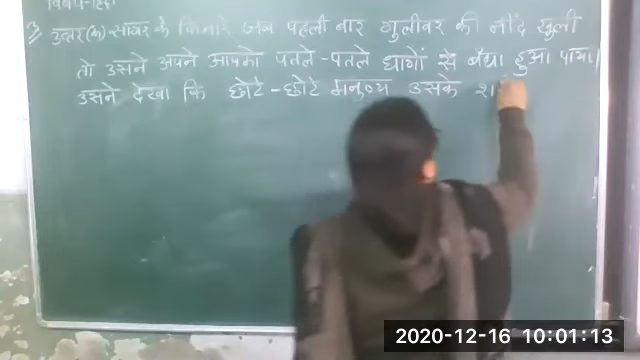 विषय-हिन्दी
उत्तर(क) सागर के किनारे जब पहली बार गुलीवर की नींद खुली
तो उसने अपने आपको पतले-पतले धागों से बँधा हुआ पाया।
उसने देखा कि छोटे-छोटे मनुष्य उसके
2020-12-16 10:01:13